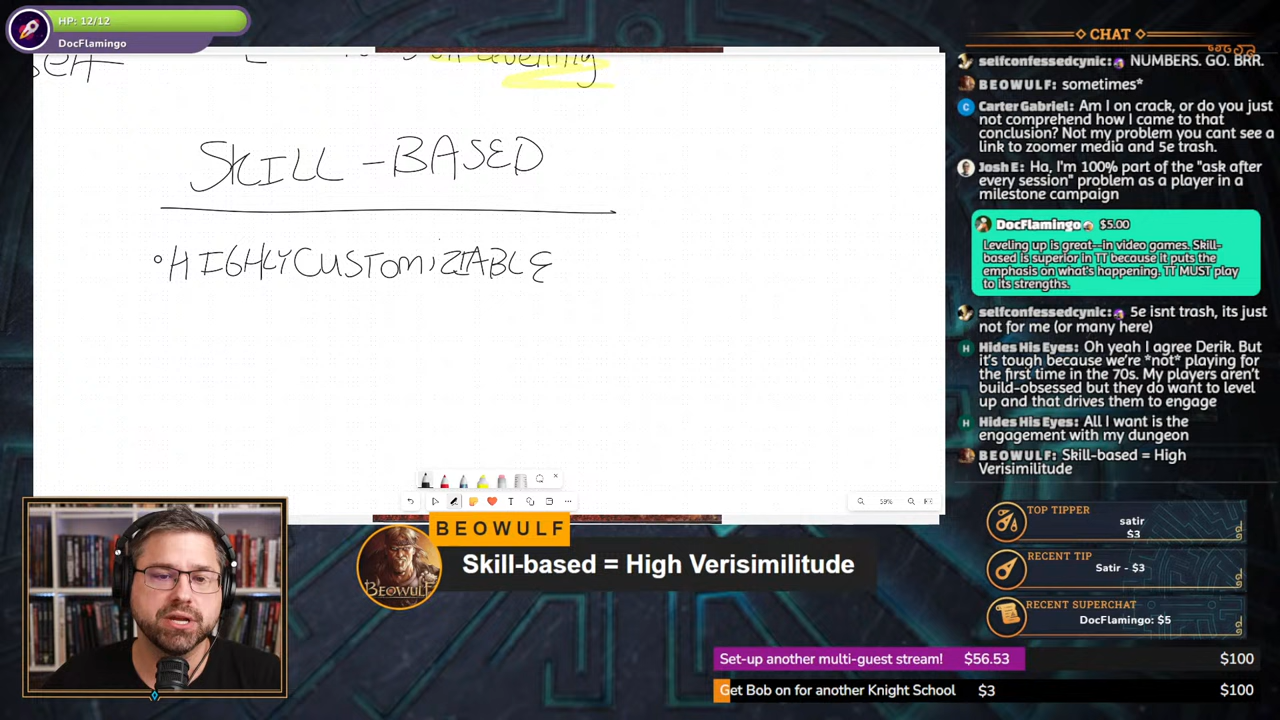 HP: 12/12
DocFlamingo
leveling
SKILL-BASED
•HIGHLY CUSTOMIZIABLE
59%
BEOWULF
BEOWULF
Skill-based = High Verisimilitude
CHAT
selfconfessedcynic: NUMBERS. GO. BRR.
BEOWULF: sometimes*
Carter Gabriel: Am I on crack, or do you just
not comprehend how I came to that
conclusion? Not my problem you cant see a
link to zoomer media and 5e trash.
Josh E: Ha, I'm 100% part of the "ask after
every session" problem as a player in a
milestone campaign
DocFlamingo $5.00
Leveling up is great--in video games. Skill-
based is superior in TT because it puts the
emphasis on what's happening. TT MUST play
to its strengths.
selfconfessedcynic: 5e isnt trash, its just
not for me (or many here)
Hides His Eyes: Oh yeah I agree Derik. But
it's tough because we're *not* playing for
the first time in the 70s. My players aren't
build-obsessed but they do want to level
up and that drives them to engage
Hides His Eyes: All I want is the
engagement with my dungeon
BEOWULF: Skill-based = High
Verisimilitude
TOP TIPPER
satir
$3
RECENT TIP
Satir - $3
RECENT SUPERCHAT
DocFlamingo: $5
Set-up another multi-guest stream! $56.53 $100
Get Bob on for another Knight School $3 $100